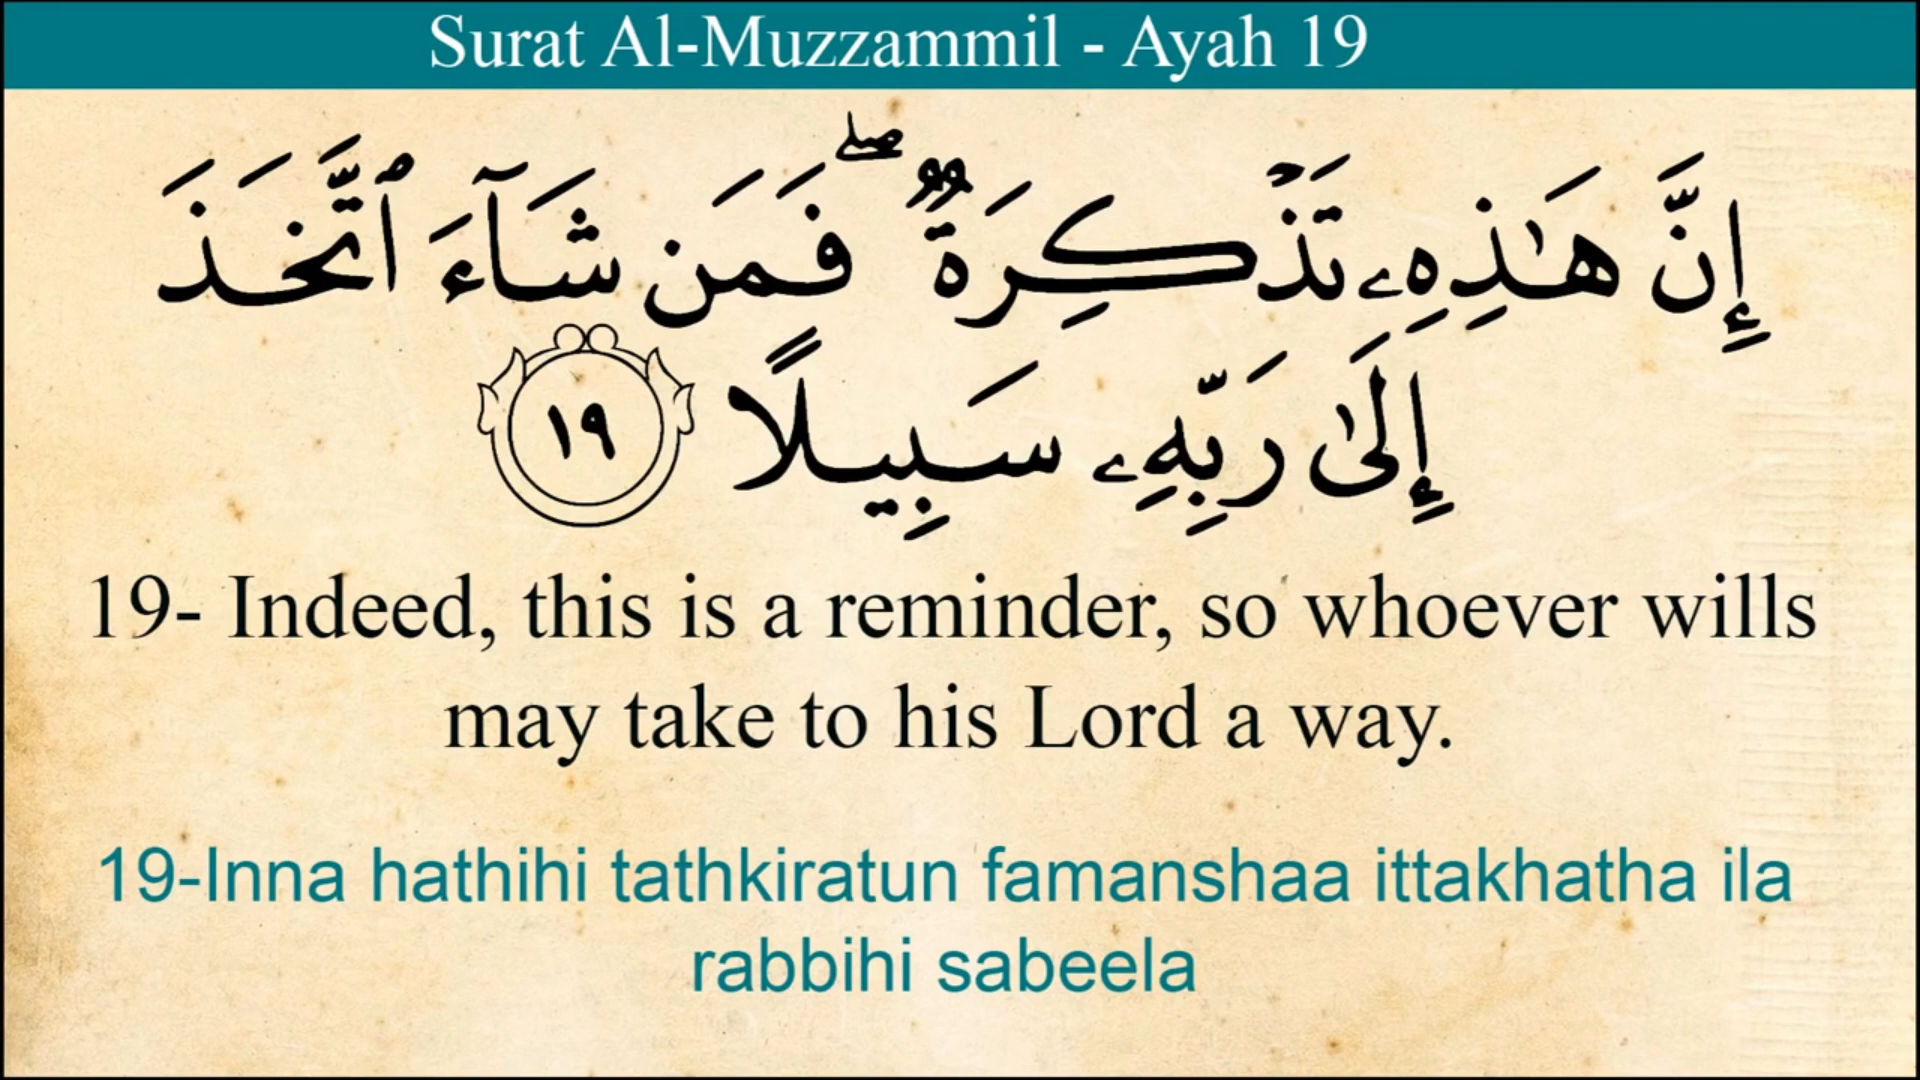 Surat Al-Muzzammil - Ayah 19
إِنَّ هَـٰذِهِۦ تَذۡكِرَةٌۖ فَمَن شَآءَ ٱتَّخَذَ
إِلَىٰ رَبِّهِۦ سَبِيلًا ١٩
19- Indeed, this is a reminder, so whoever wills
may take to his Lord a way.
19-Inna hathihi tathkiratun famanshaa ittakhatha ila
rabbihi sabeela